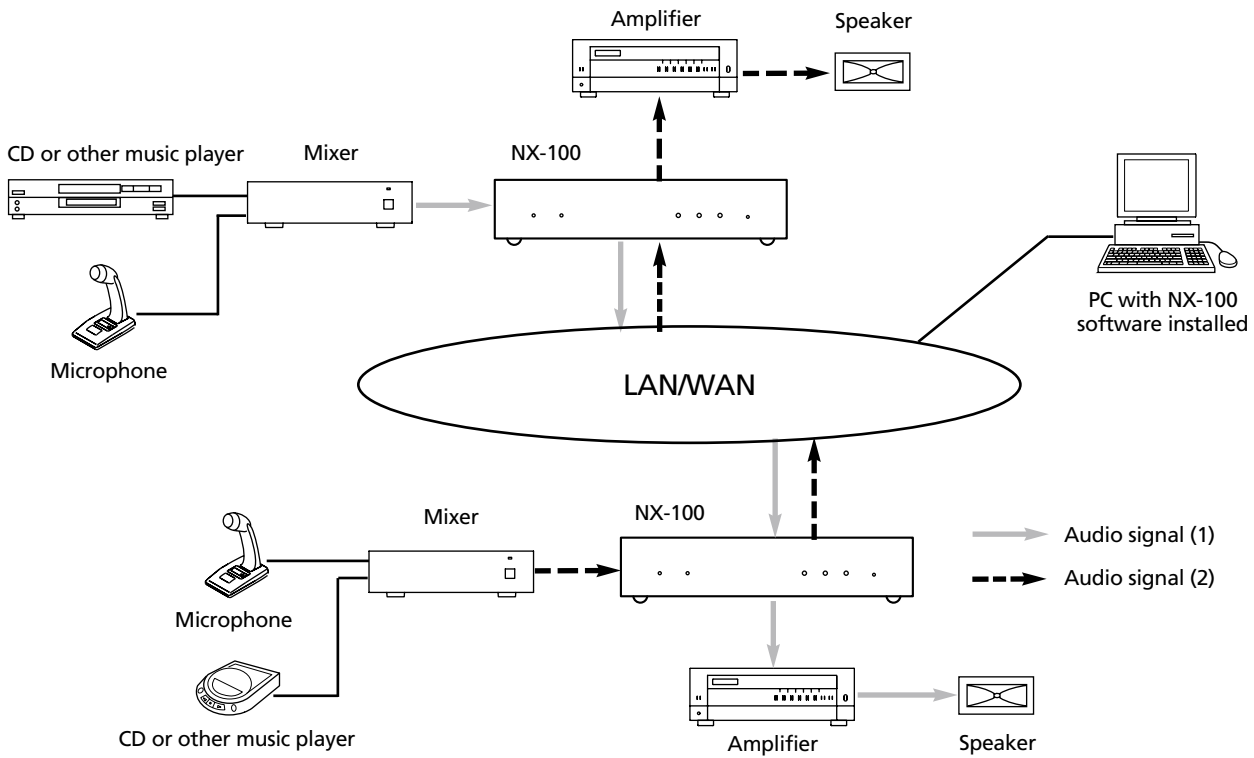 Amplifier
Speaker
CD or other music player
Mixer
NX-100
Microphone
PC with NX-100
software installed
LAN/WAN
Mixer
NX-100
Audio signal (1)
Audio signal (2)
Microphone
CD or other music player
Amplifier
Speaker